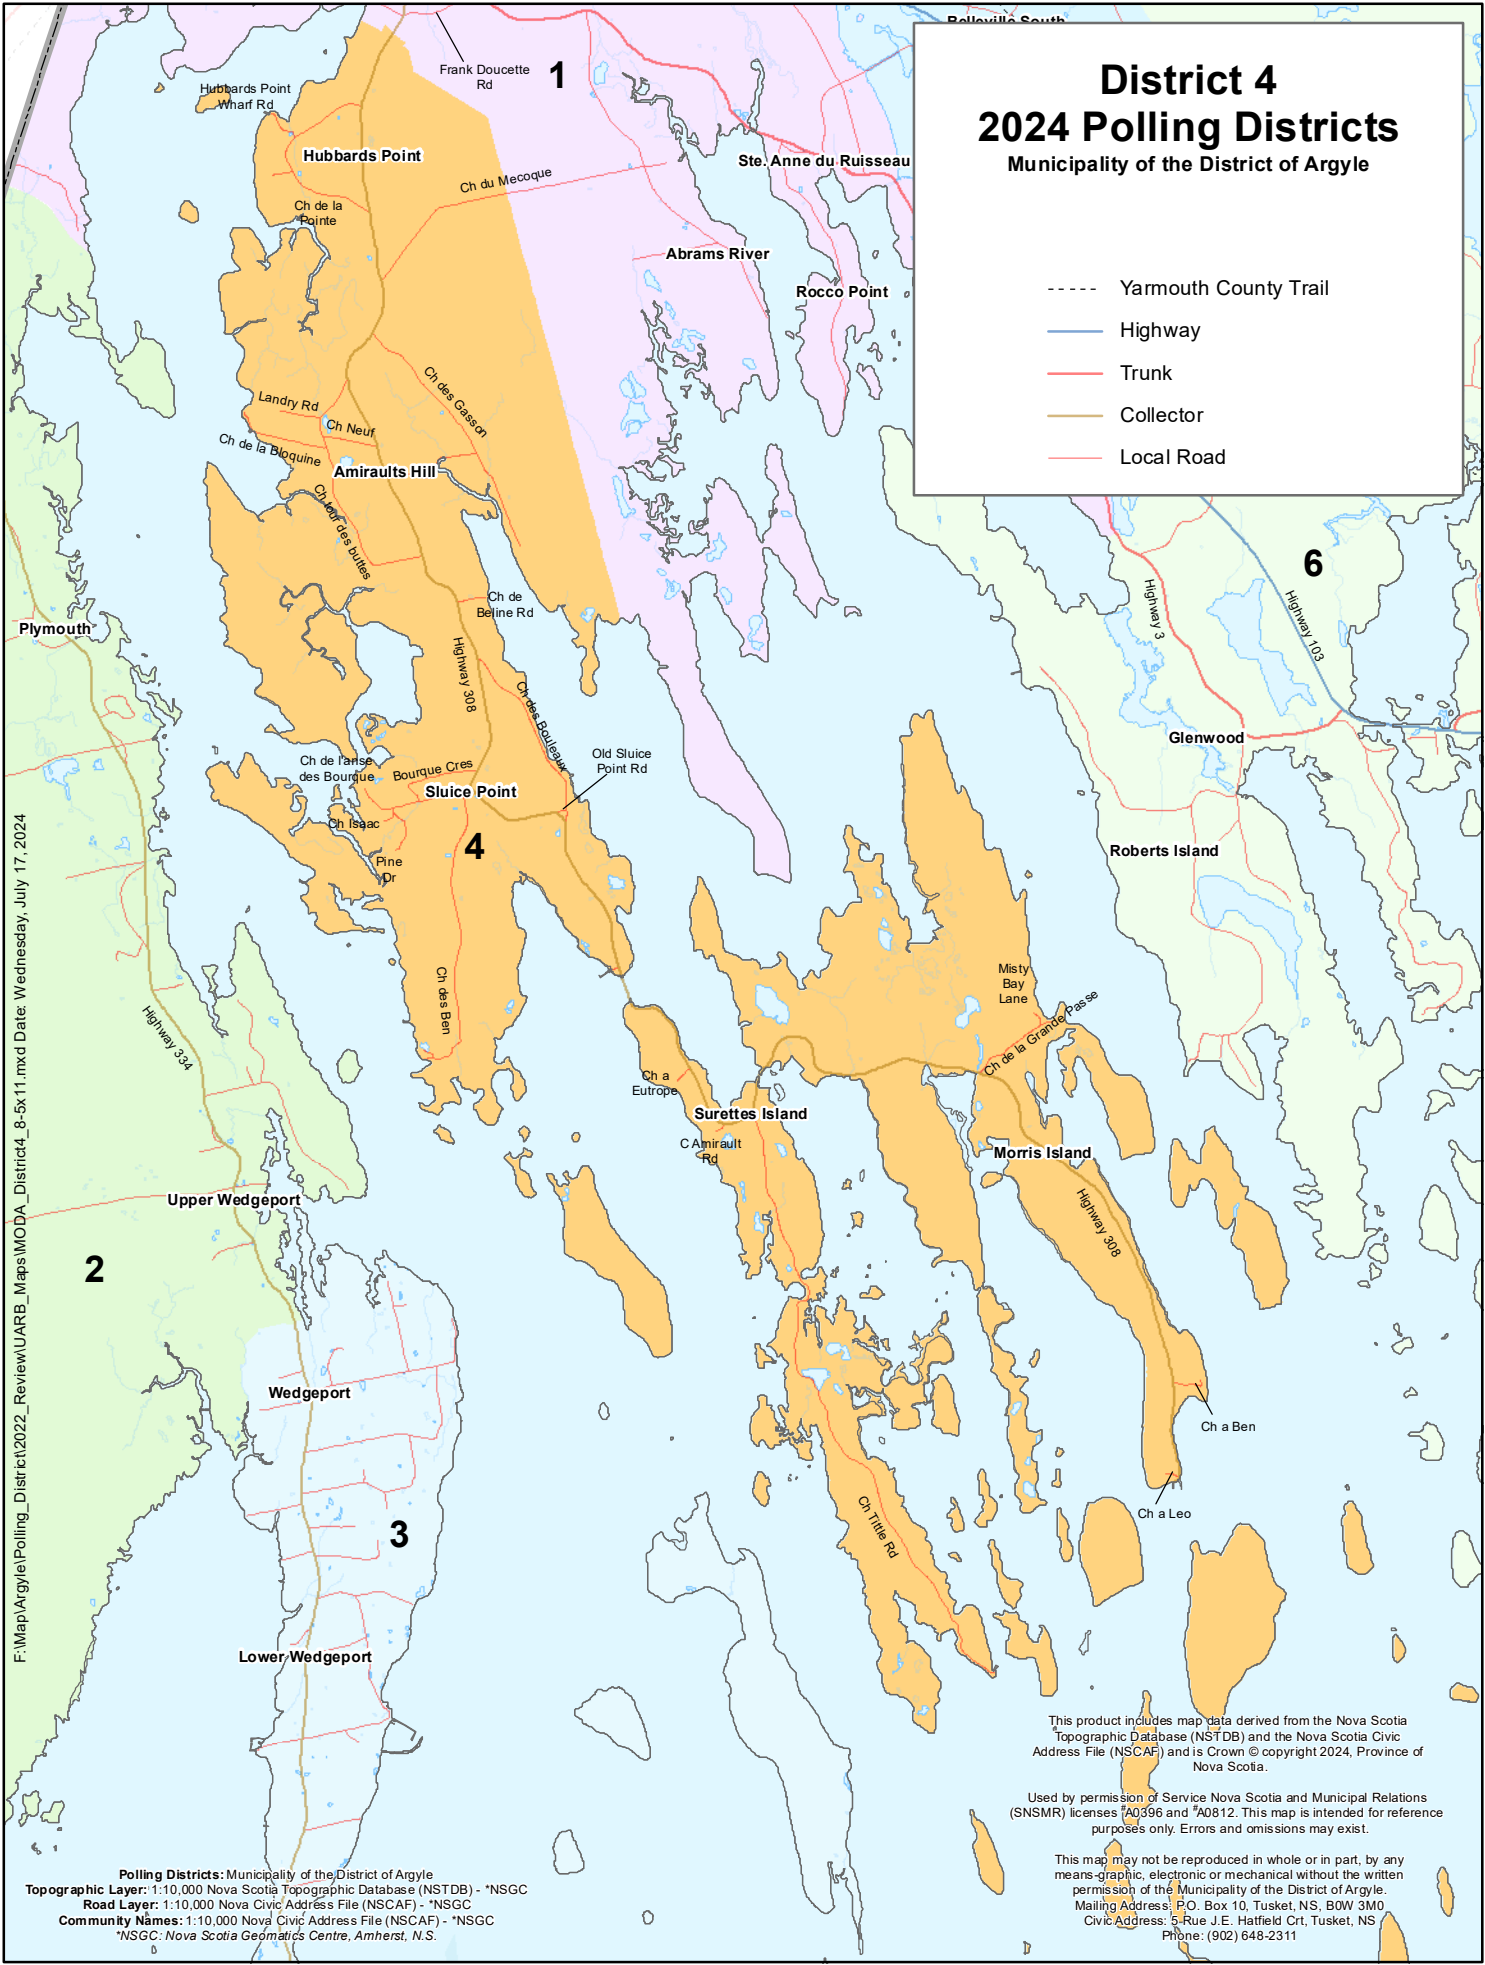 Belleville South
District 4
2024 Polling Districts
Municipality of the District of Argyle
Yarmouth County Trail
Highway
Trunk
Collector
Local Road
Frank Doucette
Rd
1
Hubbards Point
Wharf Rd
Hubbards Point
Ste. Anne du Ruisseau
Ch du Mecoque
Ch de la
Pointe
Abrams River
Rocco Point
Ch des Gasson
Landry Rd
Ch Neuf
Ch de la Bloquine
Amiraults Hill
Ch tour des buttes
6
Highway 3
Highway 103
Ch de
Beline Rd
Plymouth
Highway 308
Ch des Bouleaux
Glenwood
Old Sluice
Point Rd
Ch de l'anse
des Bourque
Bourque Cres
Sluice Point
Ch Isaac
4
Roberts Island
Pine
Dr
Misty
Bay
Lane
Ch des Ben
Highway 334
Ch de la Grande Passe
Ch a
Eutrope
Surettes Island
C Amirault
Rd
Morris Island
Upper Wedgeport
Highway 308
2
Wedgeport
Ch a Ben
Ch a Leo
3
Ch Tittle Rd
Lower Wedgeport
F:\Map\Argyle\Polling_District\2022_Review\UARB_Maps\MODA_District4_8-5x11.mxd Date: Wednesday, July 17, 2024
This product includes map data derived from the Nova Scotia
Topographic Database (NSTDB) and the Nova Scotia Civic
Address File (NSCAF) and is Crown © copyright 2024, Province of
Nova Scotia.
Used by permission of Service Nova Scotia and Municipal Relations
(SNSMR) licenses #A0396 and #A0812. This map is intended for reference
purposes only. Errors and omissions may exist.
This map may not be reproduced in whole or in part, by any
means-graphic, electronic or mechanical without the written
permission of the Municipality of the District of Argyle.
Mailing Address: P.O. Box 10, Tusket, NS, B0W 3M0
Civic Address: 5 Rue J.E. Hatfield Crt, Tusket, NS
Phone: (902) 648-2311
Polling Districts: Municipality of the District of Argyle
Topographic Layer: 1:10,000 Nova Scotia Topographic Database (NSTDB) - *NSGC
Road Layer: 1:10,000 Nova Civic Address File (NSCAF) - *NSGC
Community Names: 1:10,000 Nova Civic Address File (NSCAF) - *NSGC
*NSGC: Nova Scotia Geomatics Centre, Amherst, N.S.